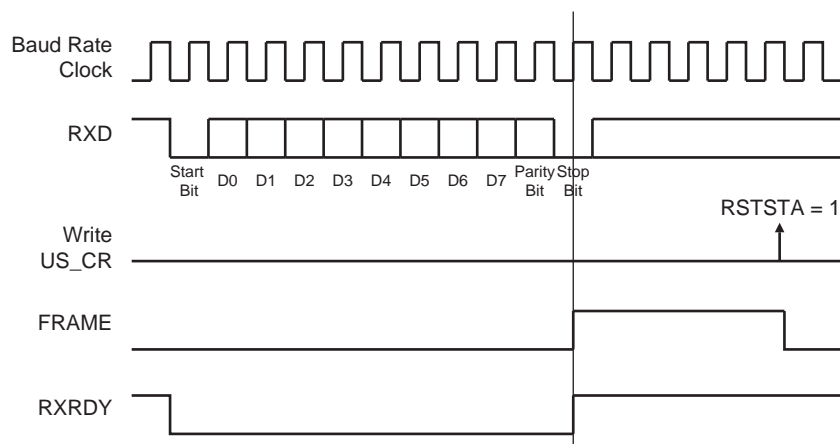 Baud Rate
Clock
RXD
Start
Bit
D0
D1
D2
D3
D4
D5
D6
D7
Parity
Bit
Stop
Bit
RSTSTA = 1
Write
US_CR
FRAME
RXRDY